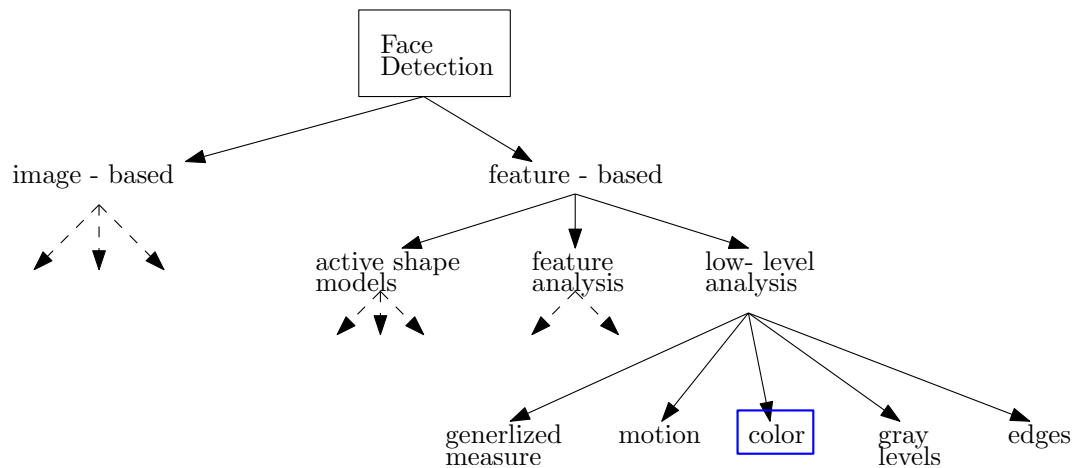 Face
Detection
image - based
feature - based
active shape
models
feature
analysis
low- level
analysis
generlized
measure
motion
color
gray
levels
edges